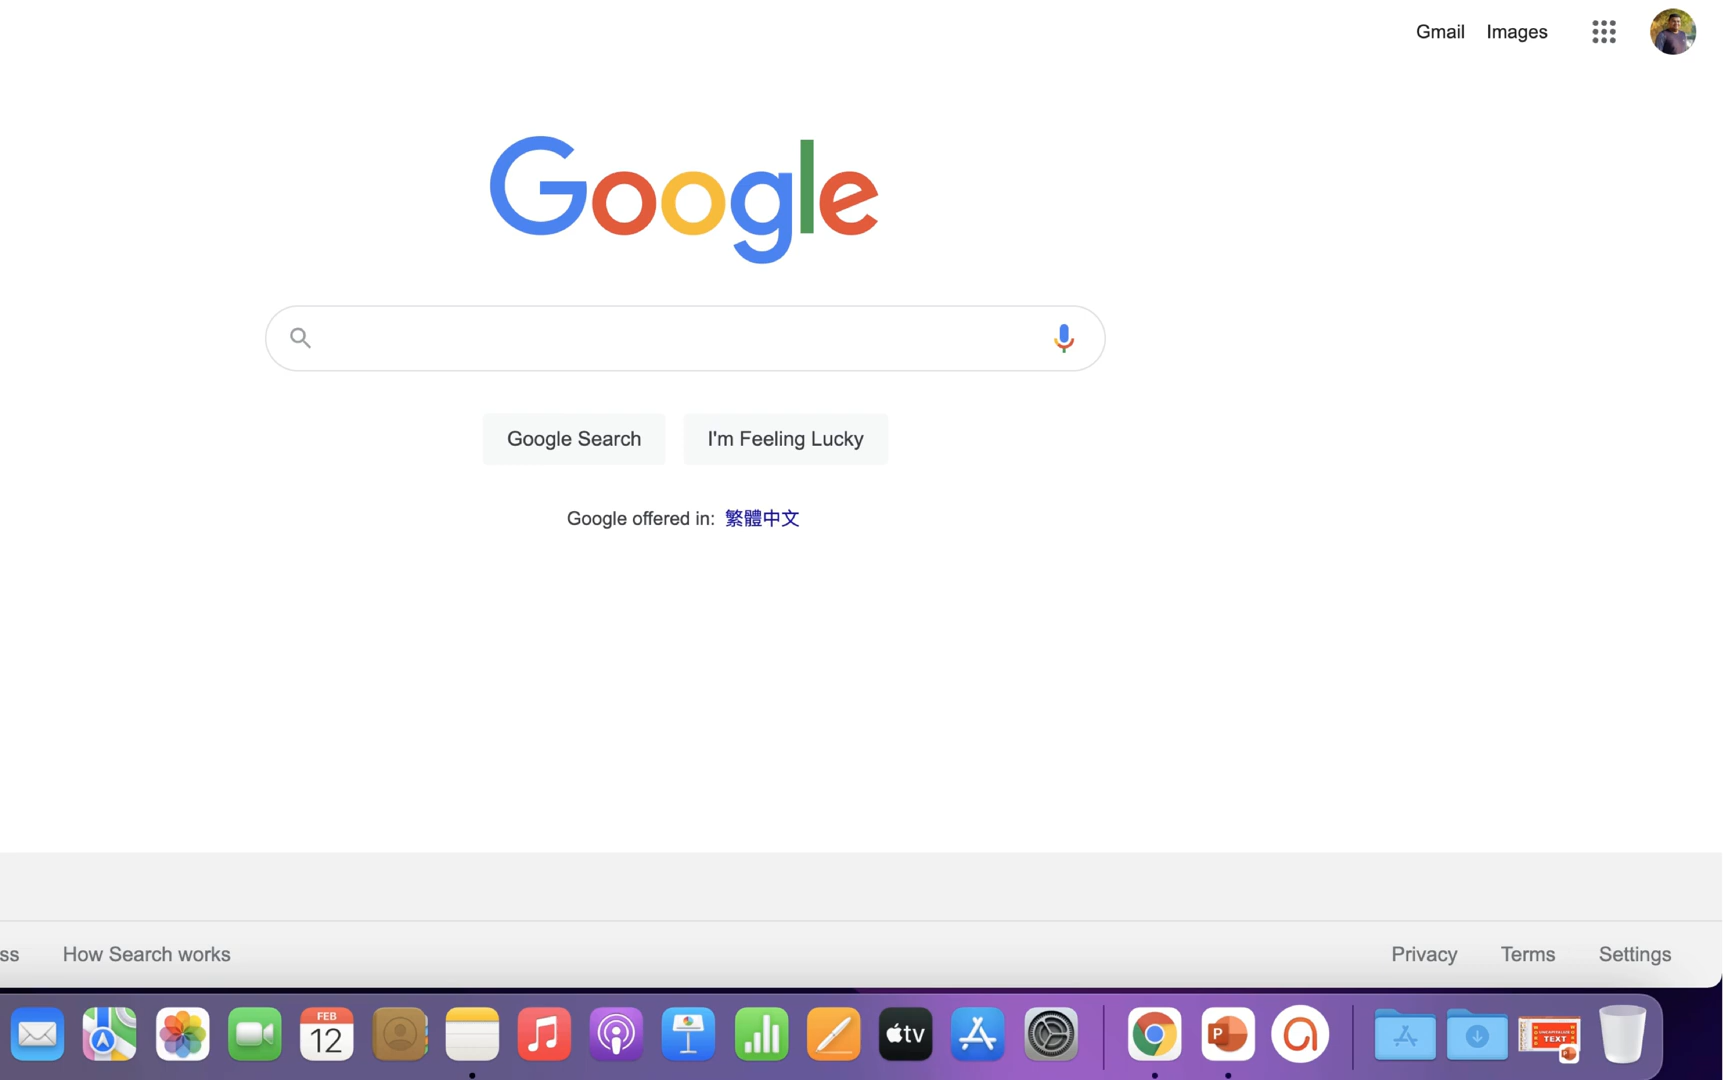 Gmail Images
Google
Google Search I'm Feeling Lucky
Google offered in: 繁體中文
ss How Search works Privacy Terms Settings
FEB
12
tv
P
TEXT